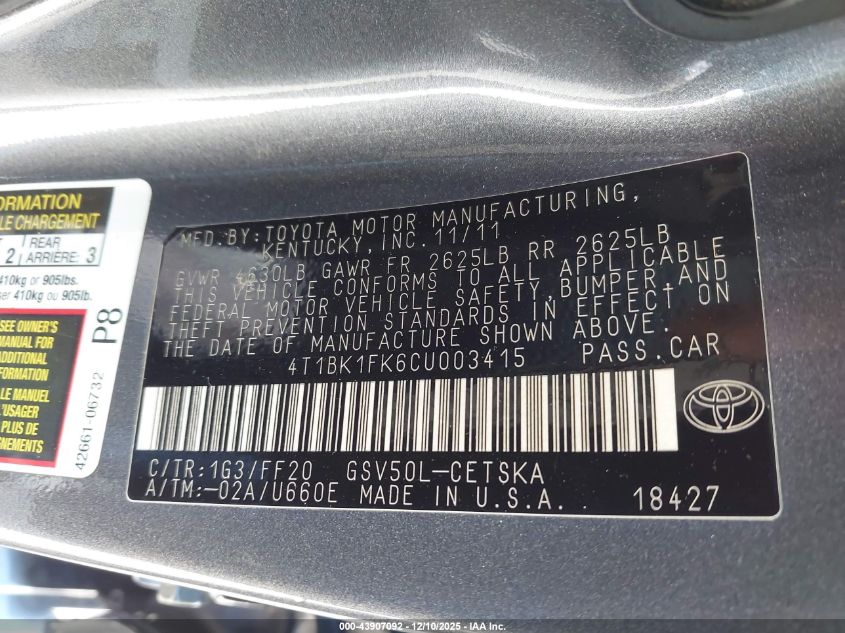 ORMATION
LE CHARGEMENT
2 REAR ARRIÈRE: 3
410kg or 905lbs.
ser 410kg ou 905lb.
SEE OWNER'S
MANUAL FOR
ADDITIONAL
INFORMATION
LE MANUEL
L'USAGER
PLUS DE
GNEMENTS
P8
42661-06732
MFD. BY: TOYOTA MOTOR MANUFACTURING,
KENTUCKY, INC. 11/11
GVWR 4630LB GAWR FR 2625LB RR 2625LB
THIS VEHICLE CONFORMS TO ALL APPLICABLE
FEDERAL MOTOR VEHICLE SAFETY, BUMPER, AND
THEFT PREVENTION STANDARDS IN EFFECT ON
THE DATE OF MANUFACTURE SHOWN ABOVE.
4T1BK1FK6CU003415 PASS. CAR
C/TR: 1G3/FF20 GSV50L-CETSKA
A/TM: -02A/U660E MADE IN U.S.A. 18427
000-43907092 - 12/10/2025 - IAA Inc.